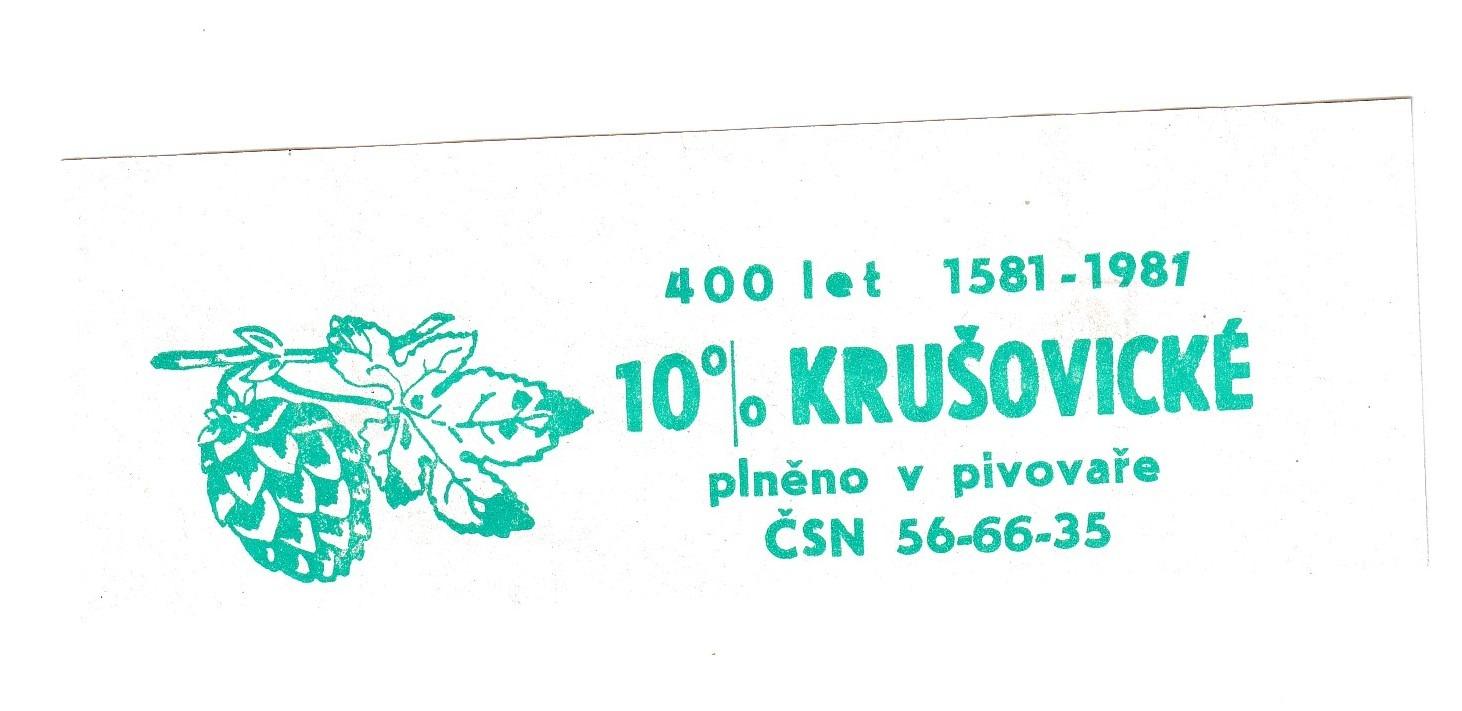 400 let 1581-1981
10% KRUŠOVICKÉ
plněno v pivovaře
ČSN 56-66-35